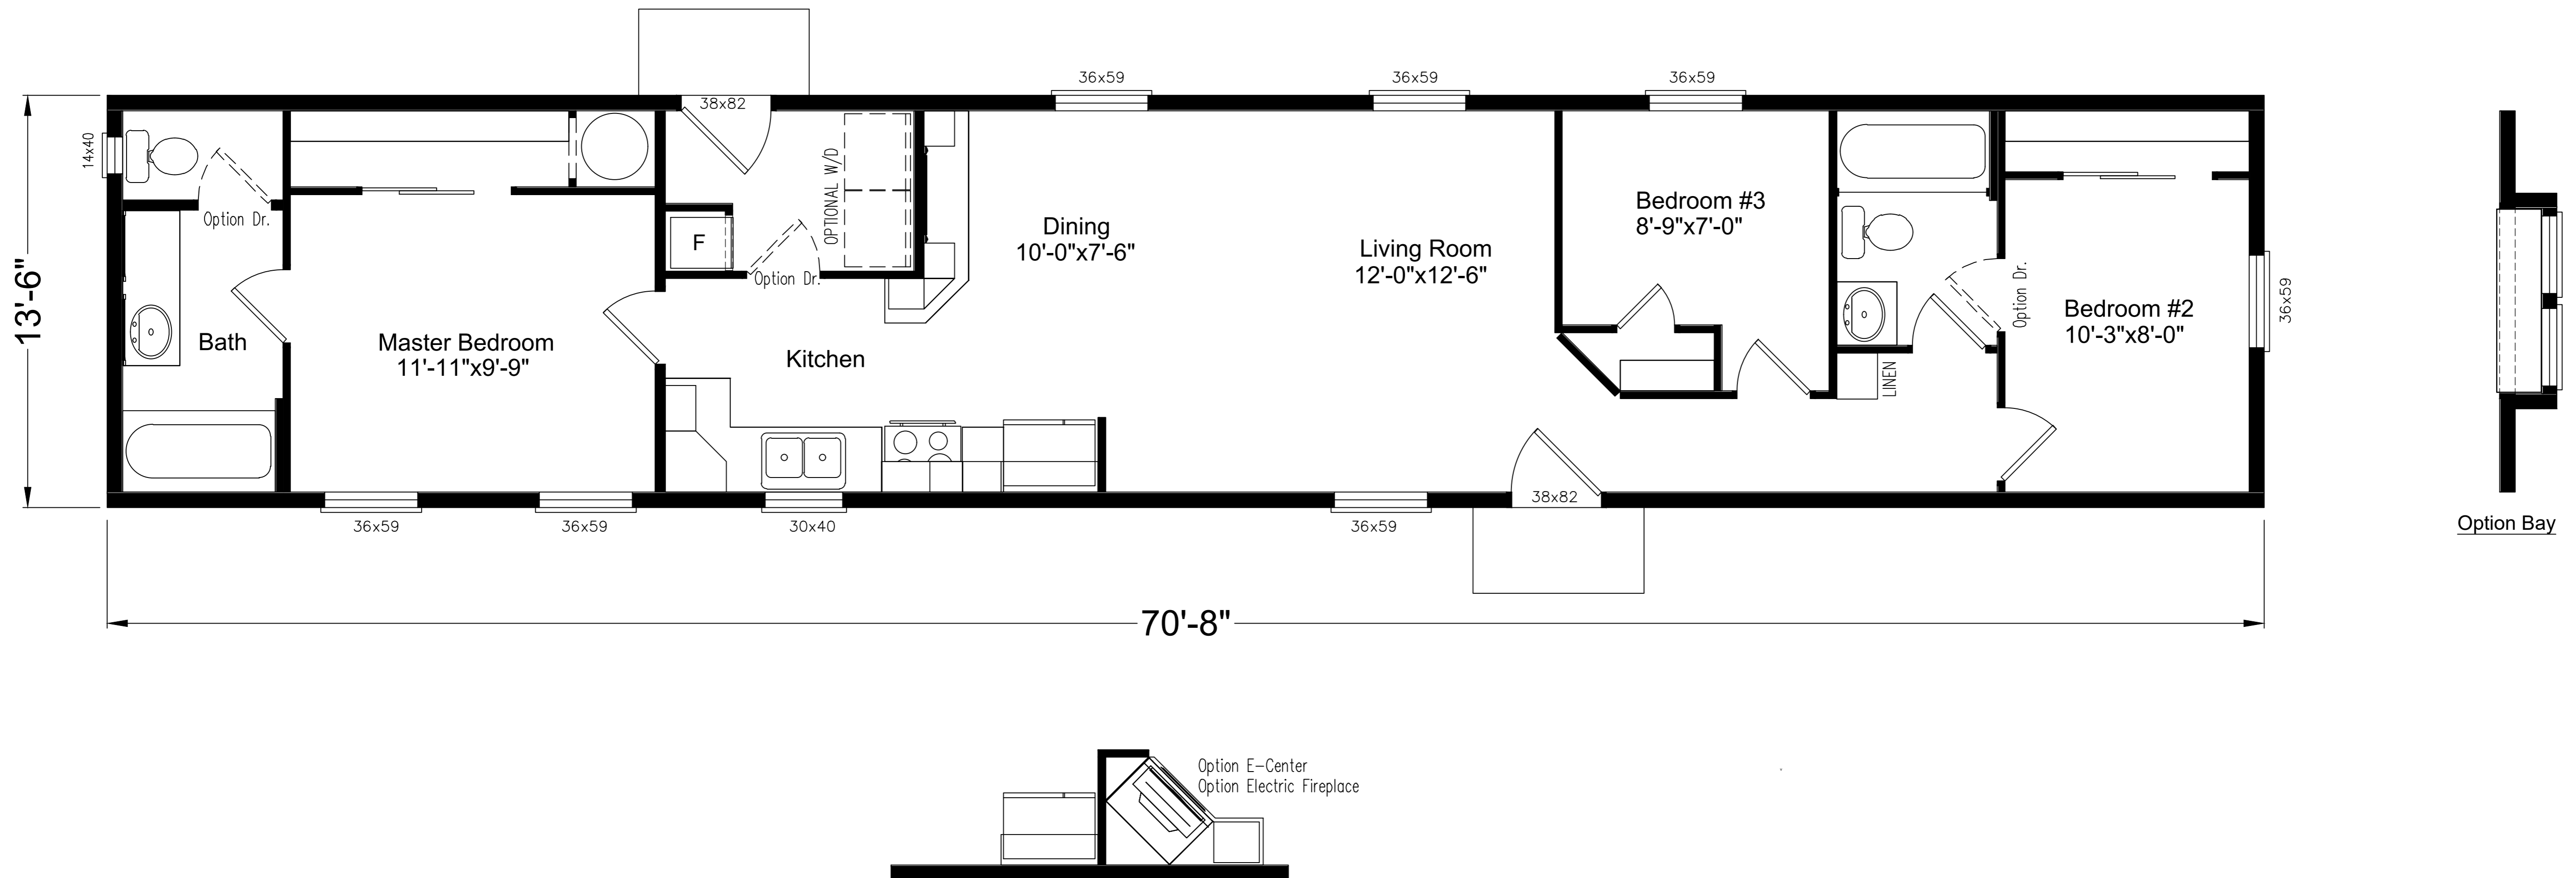 36x59
36x59
36x59
38x82
14x40
13'-6"
Option Dr.
Bath
Master Bedroom
11'-11"x9'-9"
F
OPTIONAL W/D
Option Dr.
Kitchen
Dining
10'-0"x7'-6"
Living Room
12'-0"x12'-6"
Bedroom #3
8'-9"x7'-0"
Option Dr.
LINEN
Bedroom #2
10'-3"x8'-0"
36x59
38x82
36x59
36x59
30x40
36x59
Option Bay
70'-8"
Option E-Center
Option Electric Fireplace